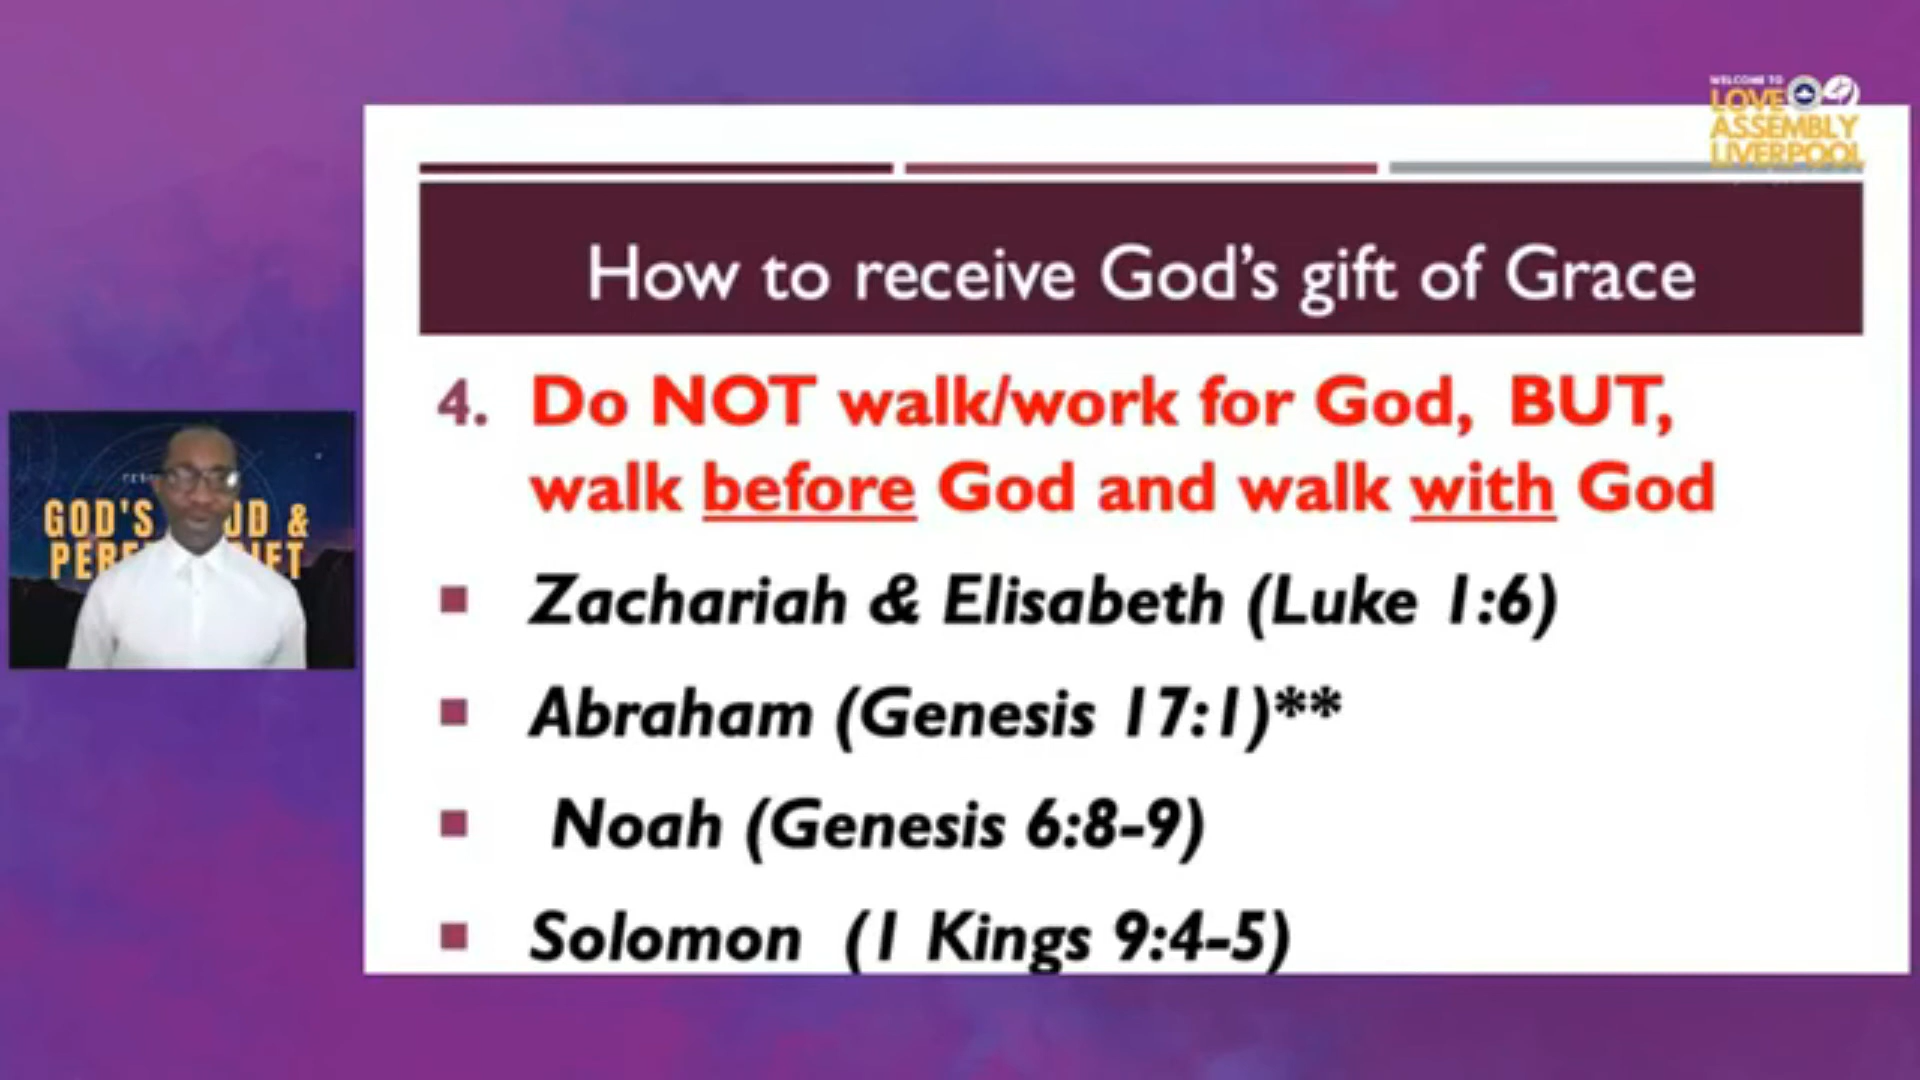 WELCOME TO
LOVE
ASSEMBLY
LIVERPOOL
How to receive God's gift of Grace
4. Do NOT walk/work for God, BUT,
walk before God and walk with God
Zachariah & Elisabeth (Luke 1:6)
Abraham (Genesis 17:1)**
Noah (Genesis 6:8-9)
Solomon (1 Kings 9:4-5)
GOD'S &